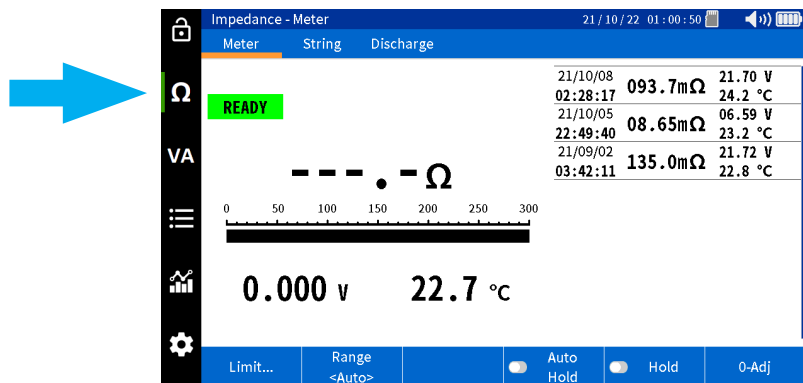 Impedance - Meter 21/10/22 01:00:50
Meter String Discharge
Ω
VA
READY
---.-Ω
0 50 100 150 200 250 300
0.000 V 22.7 °C
21/10/08 02:28:17 093.7mΩ 21.70 V 24.2 °C
21/10/05 22:49:40 08.65mΩ 06.59 V 23.2 °C
21/09/02 03:42:11 135.0mΩ 21.72 V 22.8 °C
Limit...
Range
<Auto>
Auto
Hold
Hold
0-Adj